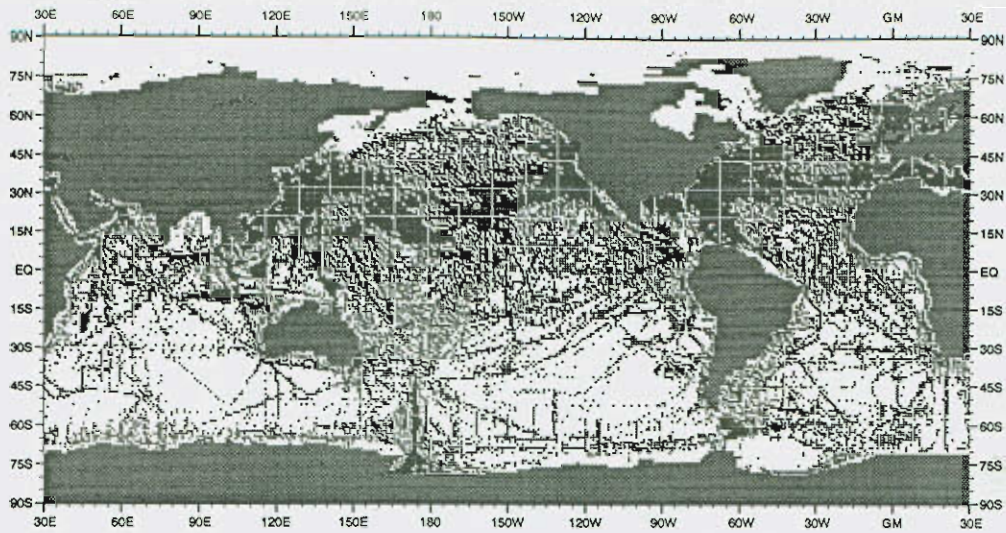 30E 60E 90E 120E 150E 180 150W 120W 90W 60W 30W GM 30E
90N 90N
75N 75N
60N 60N
45N 45N
30N 30N
15N 15N
EQ EQ
15S 15S
30S 30S
45S 45S
60S 60S
75S 75S
90S 90S
30E 60E 90E 120E 150E 180 150W 120W 90W 60W 30W GM 30E